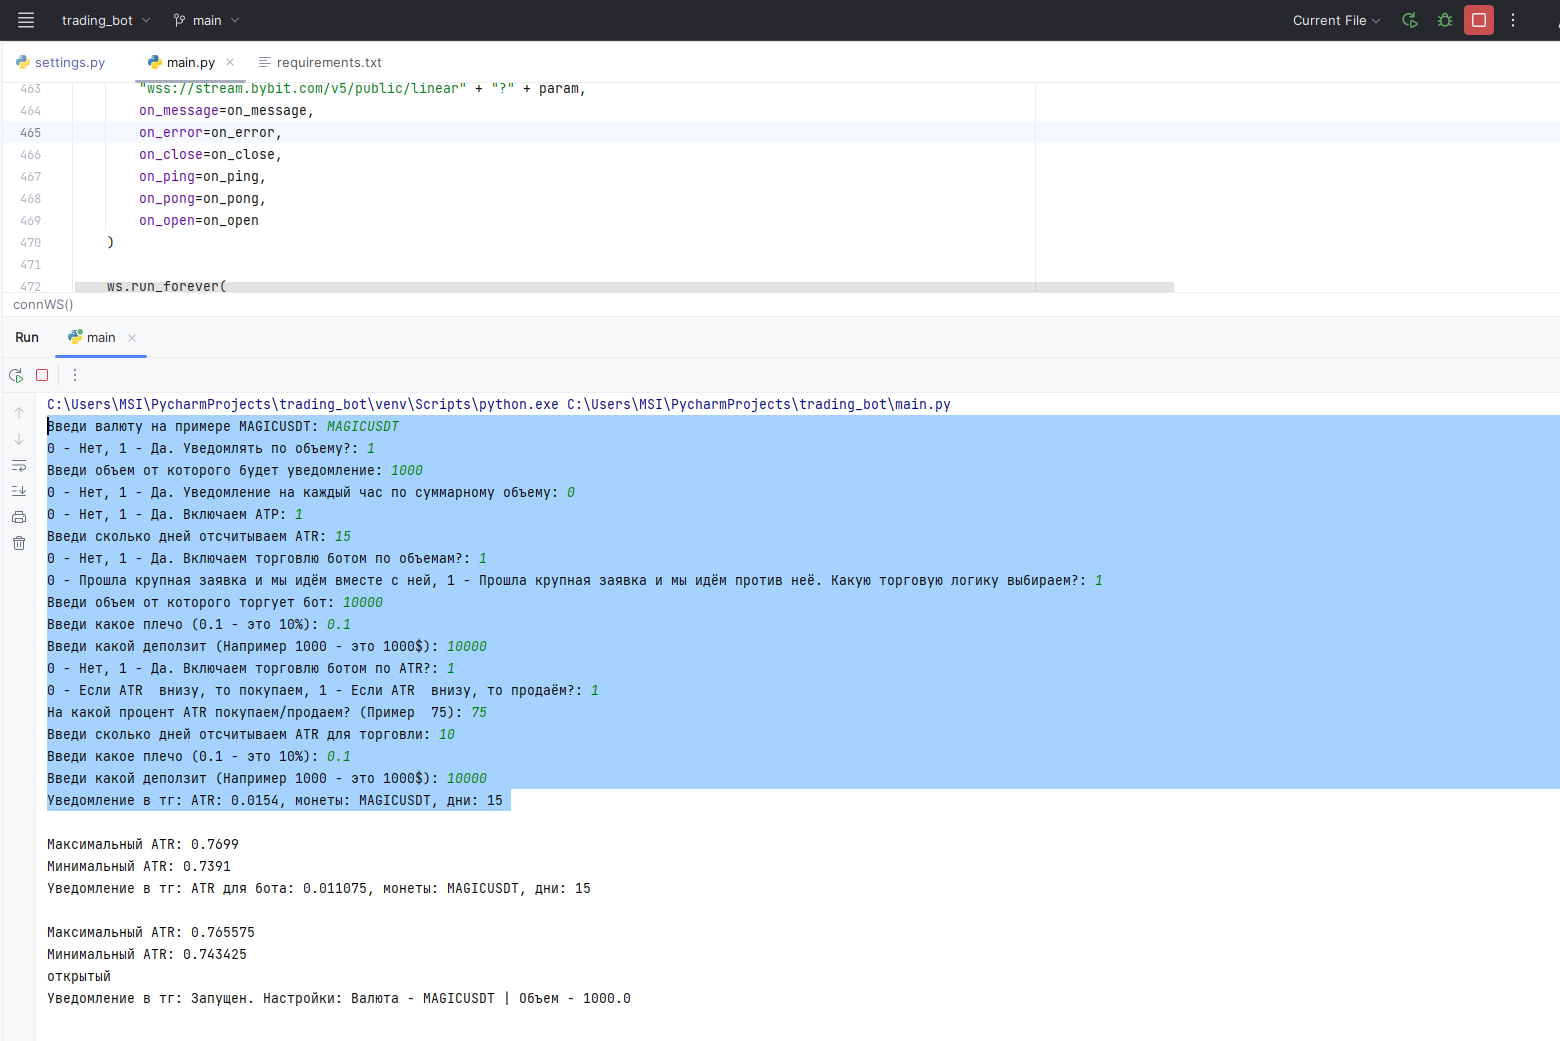 trading_bot main Current File
settings.py main.py requirements.txt
463 "wss://stream.bybit.com/v5/public/linear" + "?" + param,
464 on_message=on_message,
465 on_error=on_error,
466 on_close=on_close,
467 on_ping=on_ping,
468 on_pong=on_pong,
469 on_open=on_open
470 )
471
472 ws.run_forever(
connWS()
Run main
C:\Users\MSI\PycharmProjects\trading_bot\venv\Scripts\python.exe C:\Users\MSI\PycharmProjects\trading_bot\main.py
Введи валюту на примере MAGICUSDT: MAGICUSDT
0 - Нет, 1 - Да. Уведомлять по объему?: 1
Введи объем от которого будет уведомление: 1000
0 - Нет, 1 - Да. Уведомление на каждый час по суммарному объему: 0
0 - Нет, 1 - Да. Включаем АТР: 1
Введи сколько дней отсчитываем ATR: 15
0 - Нет, 1 - Да. Включаем торговлю ботом по объемам?: 1
0 - Прошла крупная заявка и мы идём вместе с ней, 1 - Прошла крупная заявка и мы идём против неё. Какую торговую логику выбираем?: 1
Введи объем от которого торгует бот: 10000
Введи какое плечо (0.1 - это 10%): 0.1
Введи какой деползит (Например 1000 - это 1000$): 10000
0 - Нет, 1 - Да. Включаем торговлю ботом по ATR?: 1
0 - Если ATR  внизу, то покупаем, 1 - Если ATR  внизу, то продаём?: 1
На какой процент ATR покупаем/продаем? (Пример  75): 75
Введи сколько дней отсчитываем ATR для торговли: 10
Введи какое плечо (0.1 - это 10%): 0.1
Введи какой деползит (Например 1000 - это 1000$): 10000
Уведомление в тг: ATR: 0.0154, монеты: MAGICUSDT, дни: 15
Максимальный ATR: 0.7699
Минимальный ATR: 0.7391
Уведомление в тг: ATR для бота: 0.011075, монеты: MAGICUSDT, дни: 15
Максимальный ATR: 0.765575
Минимальный ATR: 0.743425
открытый
Уведомление в тг: Запущен. Настройки: Валюта - MAGICUSDT | Объем - 1000.0